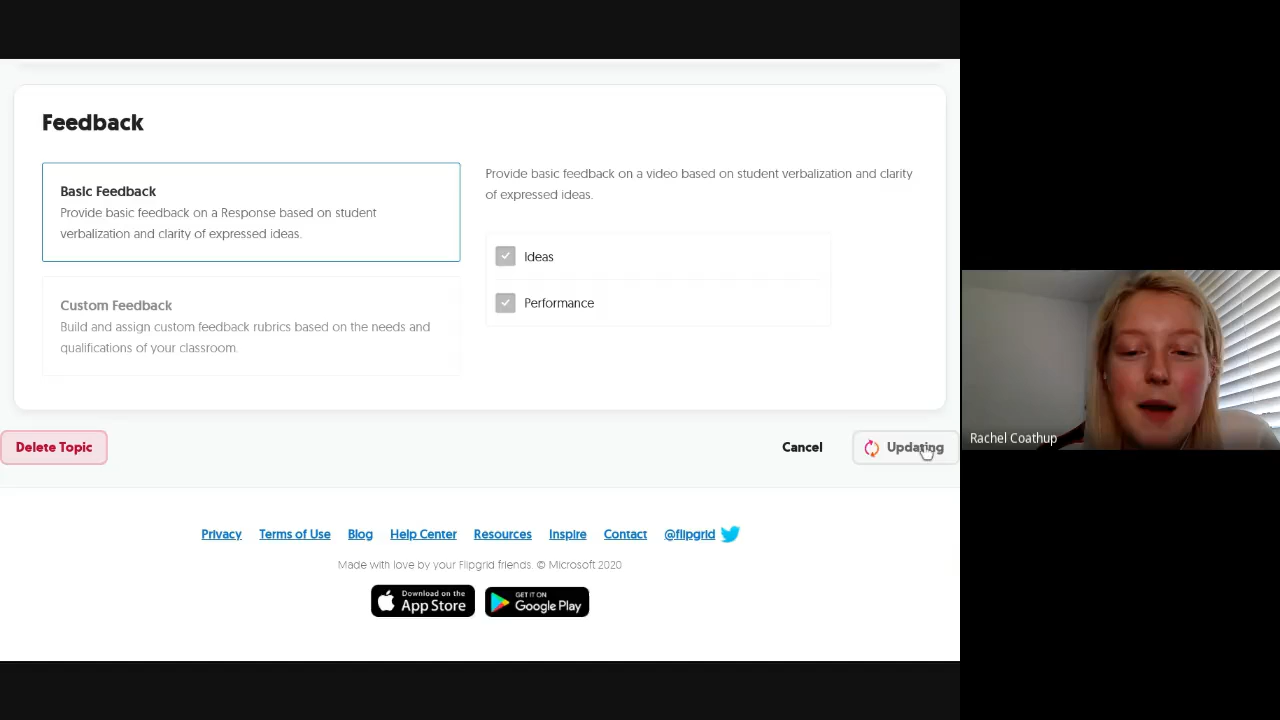 Feedback
Basic Feedback
Provide basic feedback on a Response based on student
verbalization and clarity of expressed ideas.
Custom Feedback
Build and assign custom feedback rubrics based on the needs and
qualifications of your classroom.
Provide basic feedback on a video based on student verbalization and clarity
of expressed ideas.
Ideas
Performance
Delete Topic
Cancel
Updating
Rachel Coathup
Privacy Terms of Use Blog Help Center Resources Inspire Contact @flipgrid
Made with love by your Flipgrid friends. © Microsoft 2020
Download on the
App Store
GET IT ON
Google Play